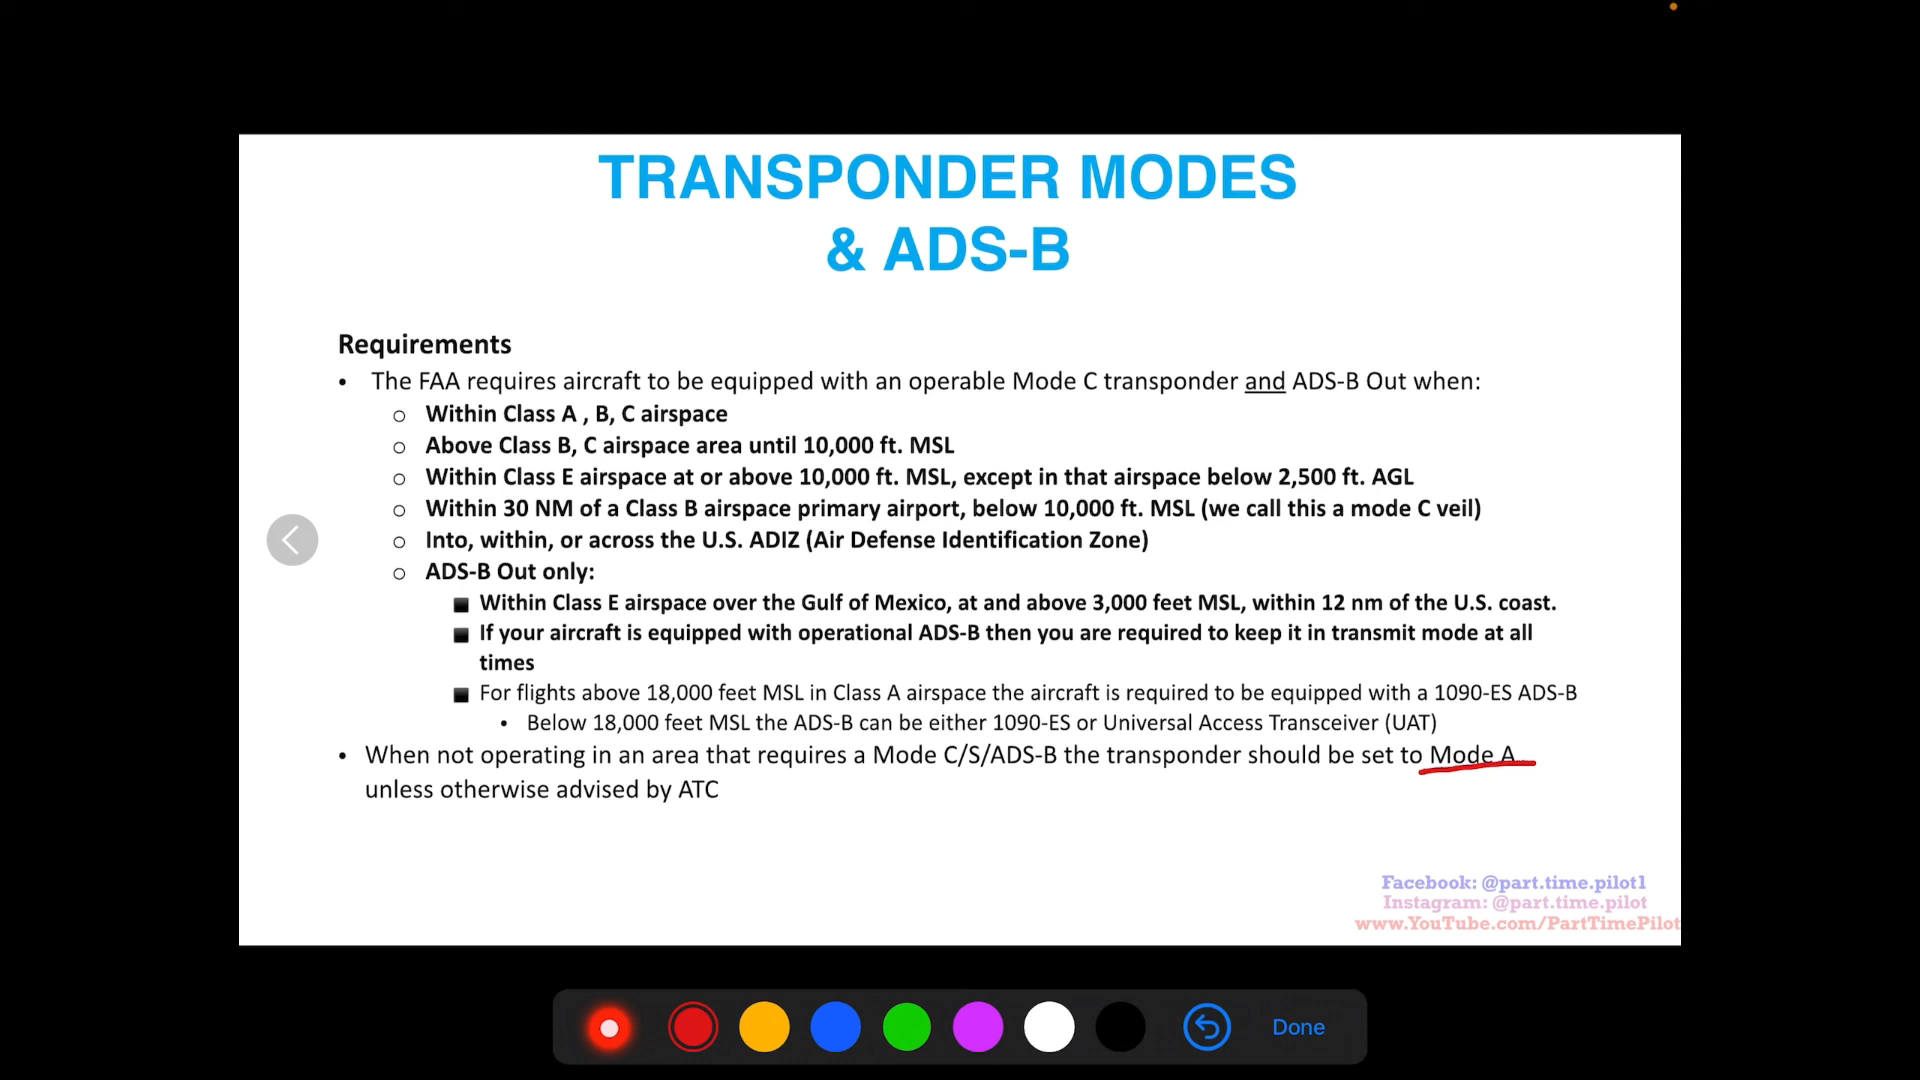 TRANSPONDER MODES
& ADS-B
Requirements
• The FAA requires aircraft to be equipped with an operable Mode C transponder and ADS-B Out when:
o Within Class A , B, C airspace
o Above Class B, C airspace area until 10,000 ft. MSL
o Within Class E airspace at or above 10,000 ft. MSL, except in that airspace below 2,500 ft. AGL
o Within 30 NM of a Class B airspace primary airport, below 10,000 ft. MSL (we call this a mode C veil)
o Into, within, or across the U.S. ADIZ (Air Defense Identification Zone)
o ADS-B Out only:
■ Within Class E airspace over the Gulf of Mexico, at and above 3,000 feet MSL, within 12 nm of the U.S. coast.
■ If your aircraft is equipped with operational ADS-B then you are required to keep it in transmit mode at all
times
■ For flights above 18,000 feet MSL in Class A airspace the aircraft is required to be equipped with a 1090-ES ADS-B
• Below 18,000 feet MSL the ADS-B can be either 1090-ES or Universal Access Transceiver (UAT)
• When not operating in an area that requires a Mode C/S/ADS-B the transponder should be set to Mode A
unless otherwise advised by ATC
Facebook: @part.time.pilot1
Instagram: @part.time.pilot
www.YouTube.com/PartTimePilot
Done